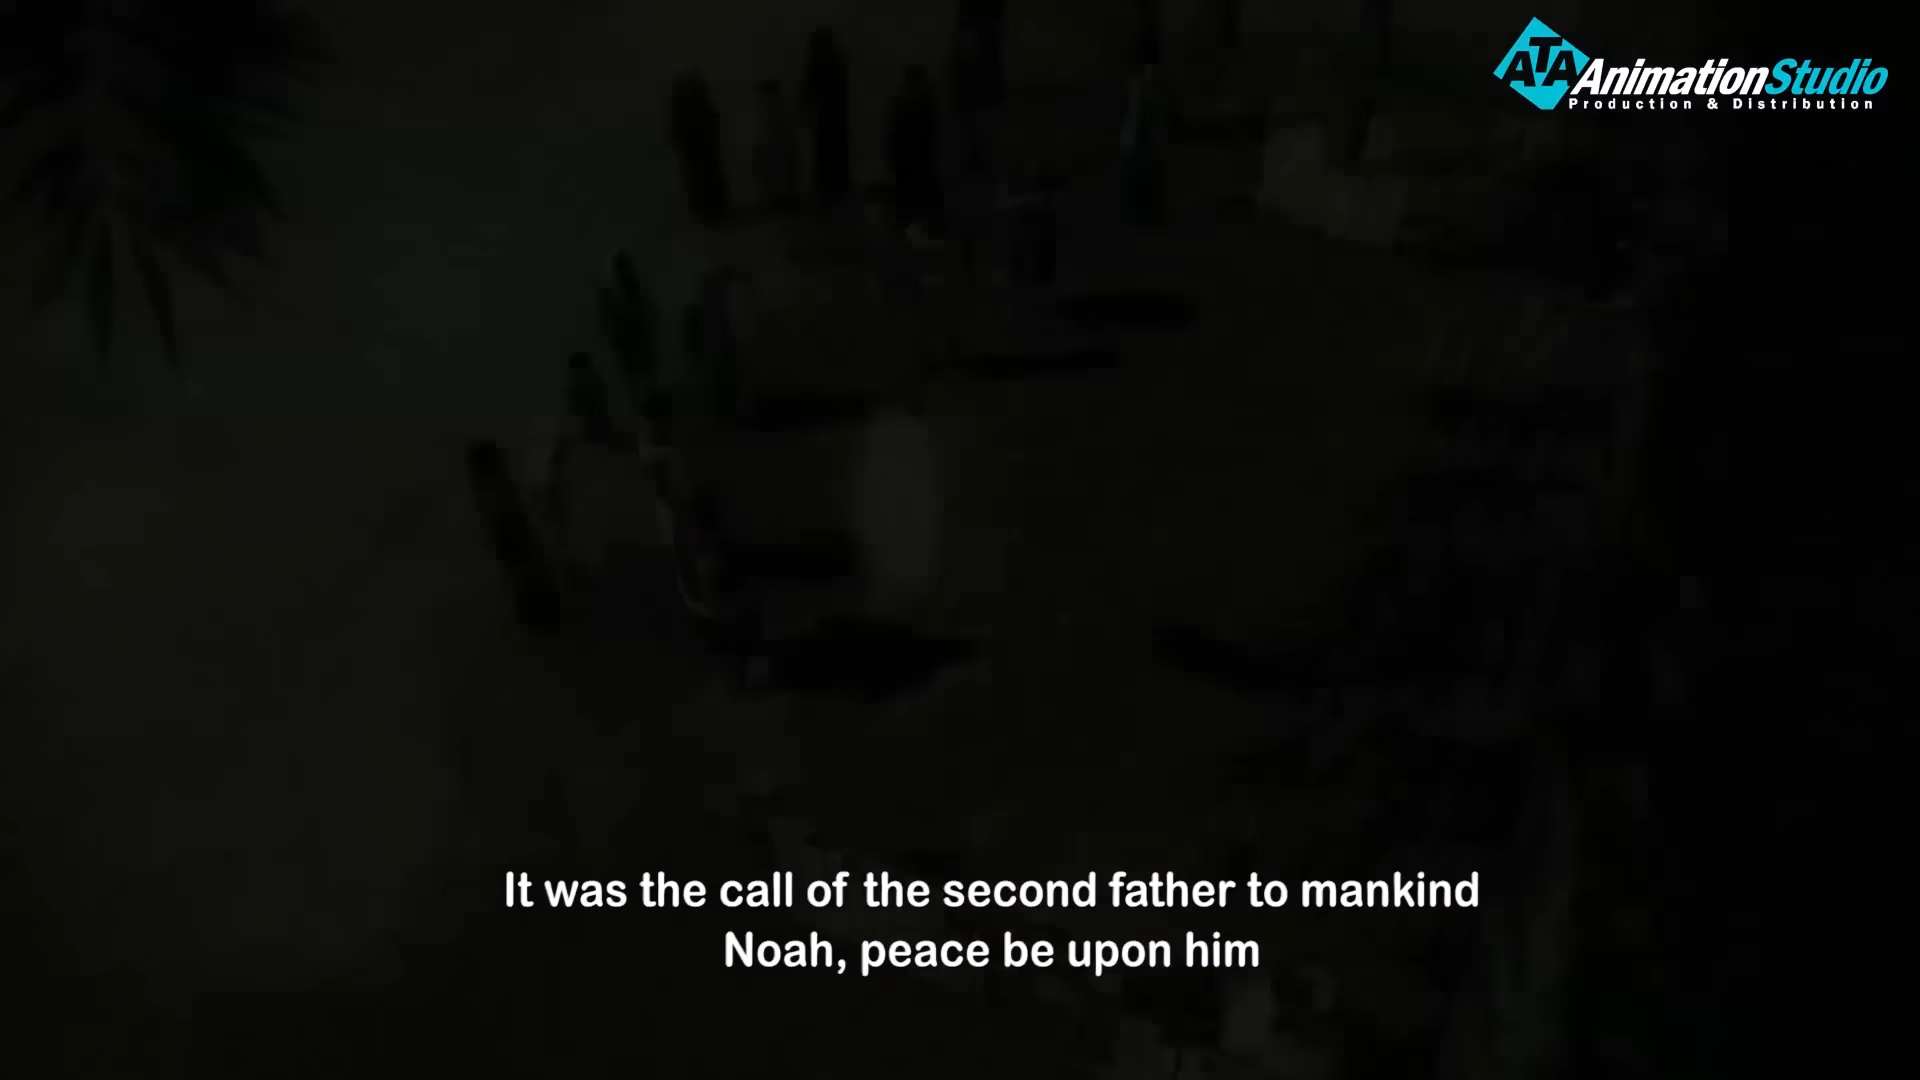 ATA AnimationStudio
Production & Distribution
It was the call of the second father to mankind
Noah, peace be upon him